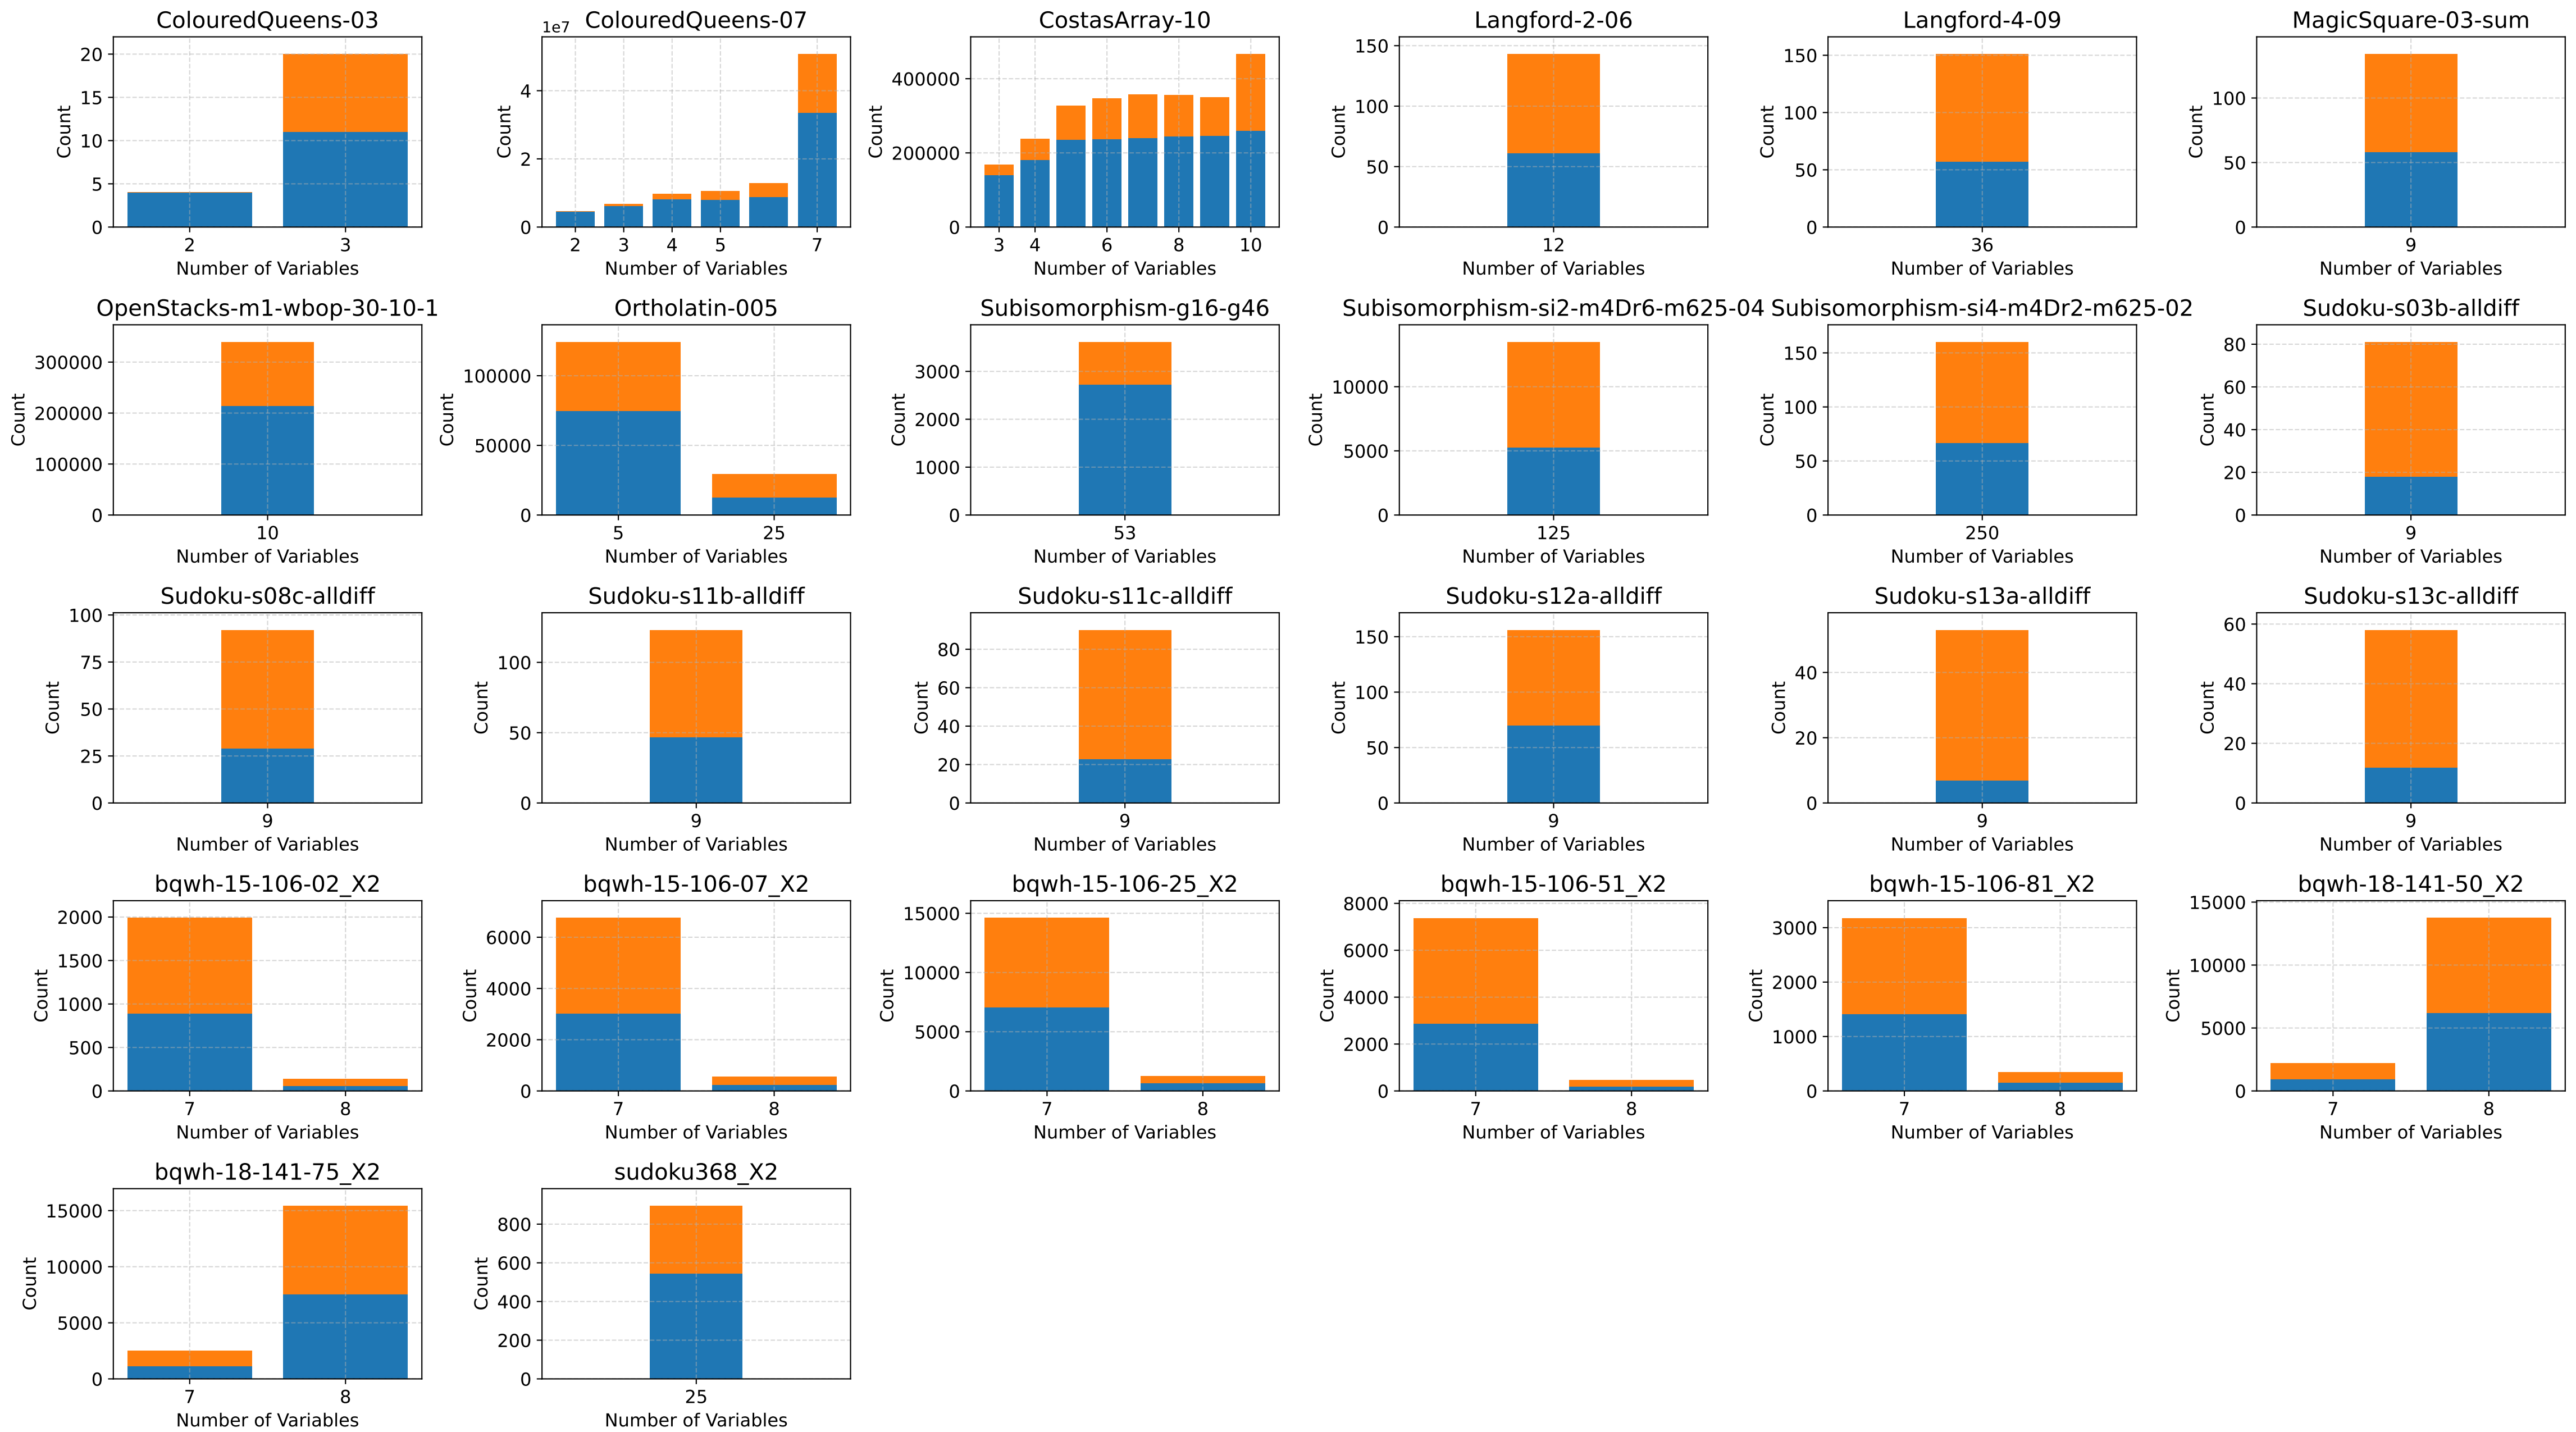 ColouredQueens-03
20
15
10
5
0
Count
2 3
Number of Variables
ColouredQueens-07
1e7
4
2
0
Count
2 3 4 5 7
Number of Variables
CostasArray-10
400000
200000
0
Count
3 4 6 8 10
Number of Variables
Langford-2-06
150
100
50
0
Count
12
Number of Variables
Langford-4-09
150
100
50
0
Count
36
Number of Variables
MagicSquare-03-sum
100
50
0
Count
9
Number of Variables
OpenStacks-m1-wbop-30-10-1
300000
200000
100000
0
Count
10
Number of Variables
Ortholatin-005
100000
50000
0
Count
5 25
Number of Variables
Subisomorphism-g16-g46
3000
2000
1000
0
Count
53
Number of Variables
Subisomorphism-si2-m4Dr6-m625-04
10000
5000
0
Count
125
Number of Variables
Subisomorphism-si4-m4Dr2-m625-02
150
100
50
0
Count
250
Number of Variables
Sudoku-s03b-alldiff
80
60
40
20
0
Count
9
Number of Variables
Sudoku-s08c-alldiff
100
75
50
25
0
Count
9
Number of Variables
Sudoku-s11b-alldiff
100
50
0
Count
9
Number of Variables
Sudoku-s11c-alldiff
80
60
40
20
0
Count
9
Number of Variables
Sudoku-s12a-alldiff
150
100
50
0
Count
9
Number of Variables
Sudoku-s13a-alldiff
40
20
0
Count
9
Number of Variables
Sudoku-s13c-alldiff
60
40
20
0
Count
9
Number of Variables
bqwh-15-106-02_X2
2000
1500
1000
500
0
Count
7 8
Number of Variables
bqwh-15-106-07_X2
6000
4000
2000
0
Count
7 8
Number of Variables
bqwh-15-106-25_X2
15000
10000
5000
0
Count
7 8
Number of Variables
bqwh-15-106-51_X2
8000
6000
4000
2000
0
Count
7 8
Number of Variables
bqwh-15-106-81_X2
3000
2000
1000
0
Count
7 8
Number of Variables
bqwh-18-141-50_X2
15000
10000
5000
0
Count
7 8
Number of Variables
bqwh-18-141-75_X2
15000
10000
5000
0
Count
7 8
Number of Variables
sudoku368_X2
800
600
400
200
0
Count
25
Number of Variables